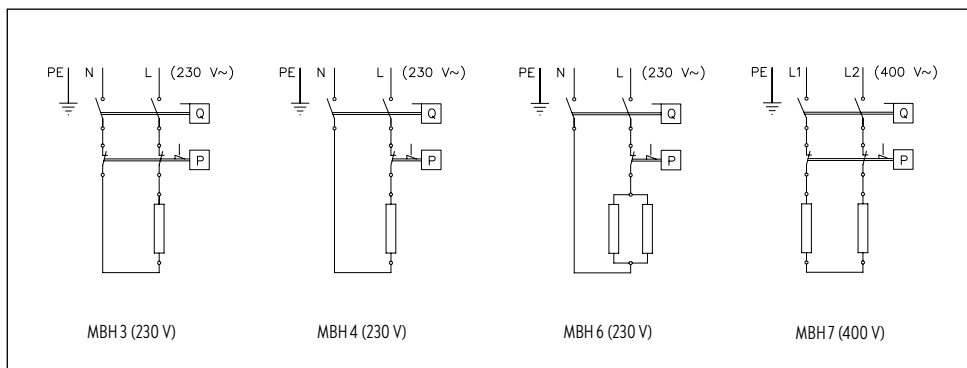 PE N L (230 V~)
Q
P
MBH 3 (230 V)
PE N L (230 V~)
Q
P
MBH 4 (230 V)
PE N L (230 V~)
Q
P
MBH 6 (230 V)
PE L1 L2 (400 V~)
Q
P
MBH 7 (400 V)